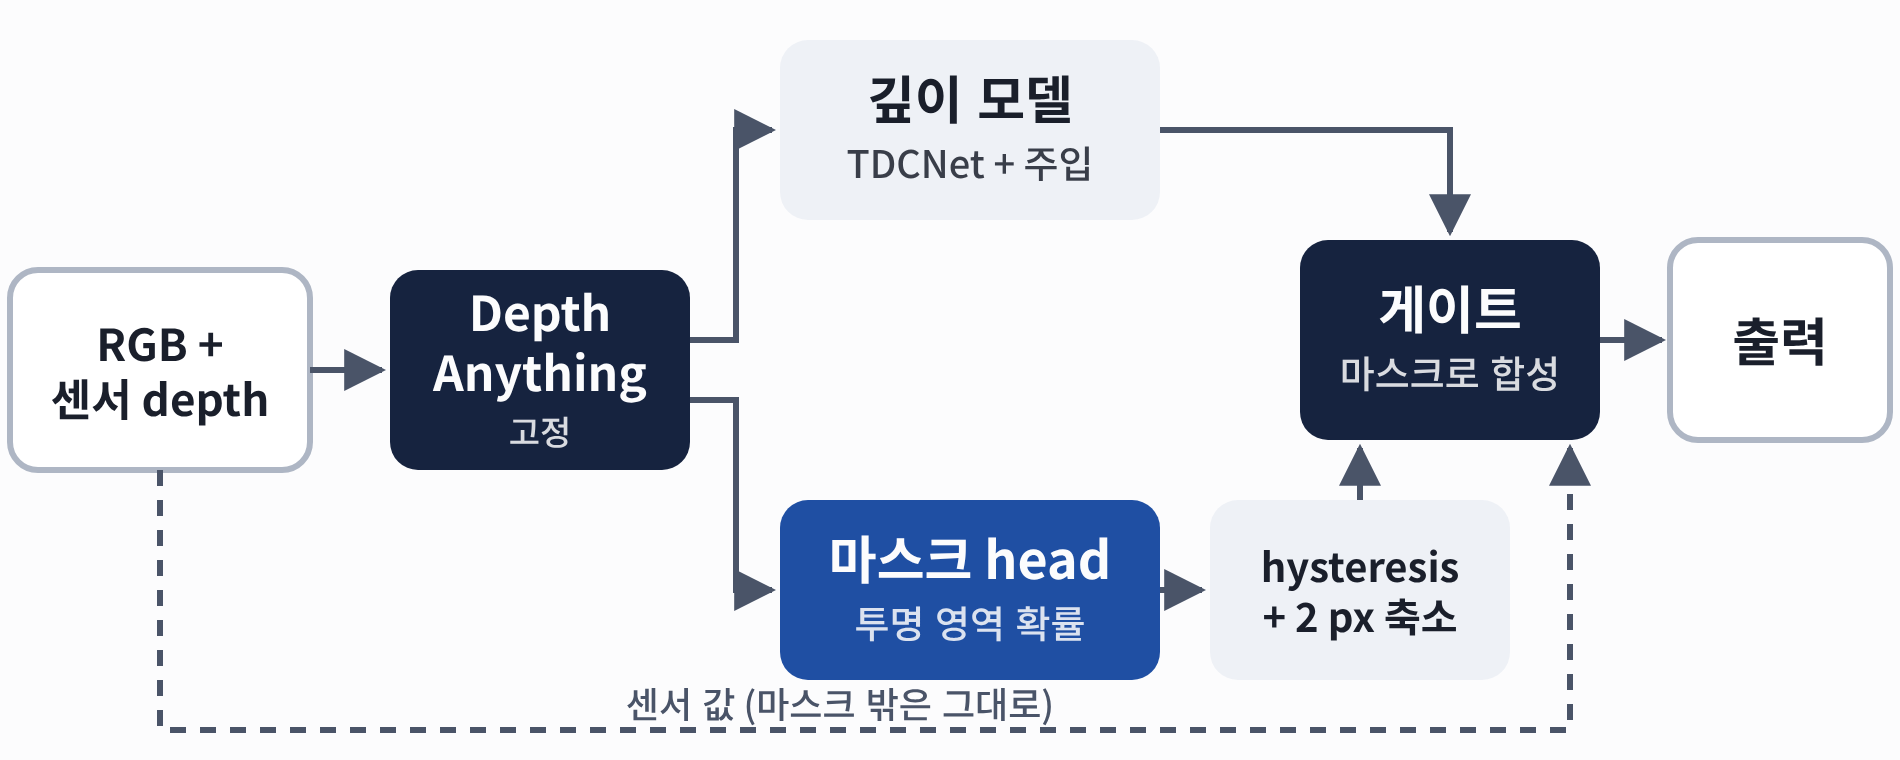 RGB +
센서 depth
Depth
Anything
고정
깊이 모델
TDCNet + 주입
마스크 head
투명 영역 확률
hysteresis
+ 2 px 축소
게이트
마스크로 합성
출력
센서 값 (마스크 밖은 그대로)